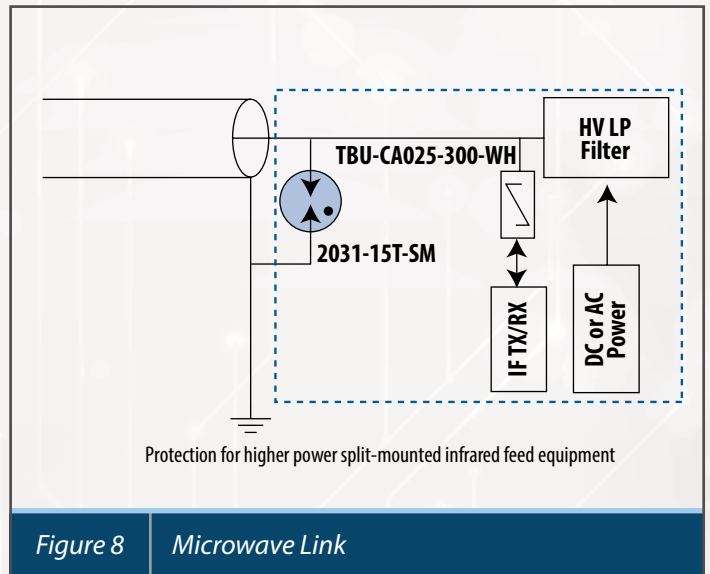 HV LP
Filter
TBU-CA025-300-WH
2031-15T-SM
IF TX/RX
DC or AC
Power
Protection for higher power split-mounted infrared feed equipment
Figure 8
Microwave Link